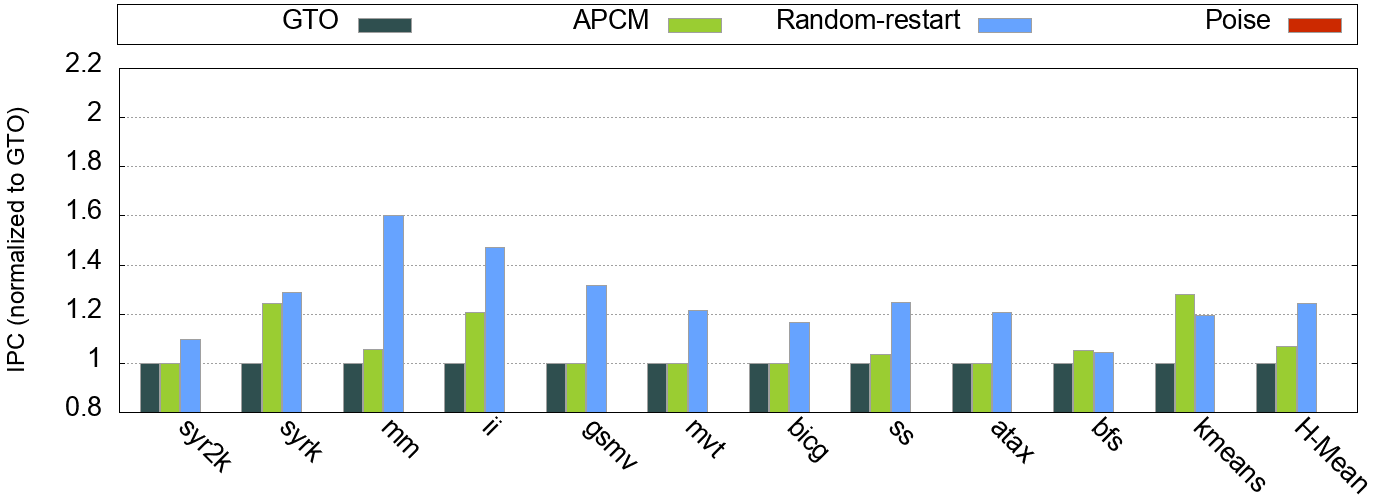 GTO APCM Random-restart Poise
IPC (normalized to GTO)
2.2
2
1.8
1.6
1.4
1.2
1
0.8
syr2k syrk mm ii gsmv mvt bicg ss atax bfs kmeans H-Mean